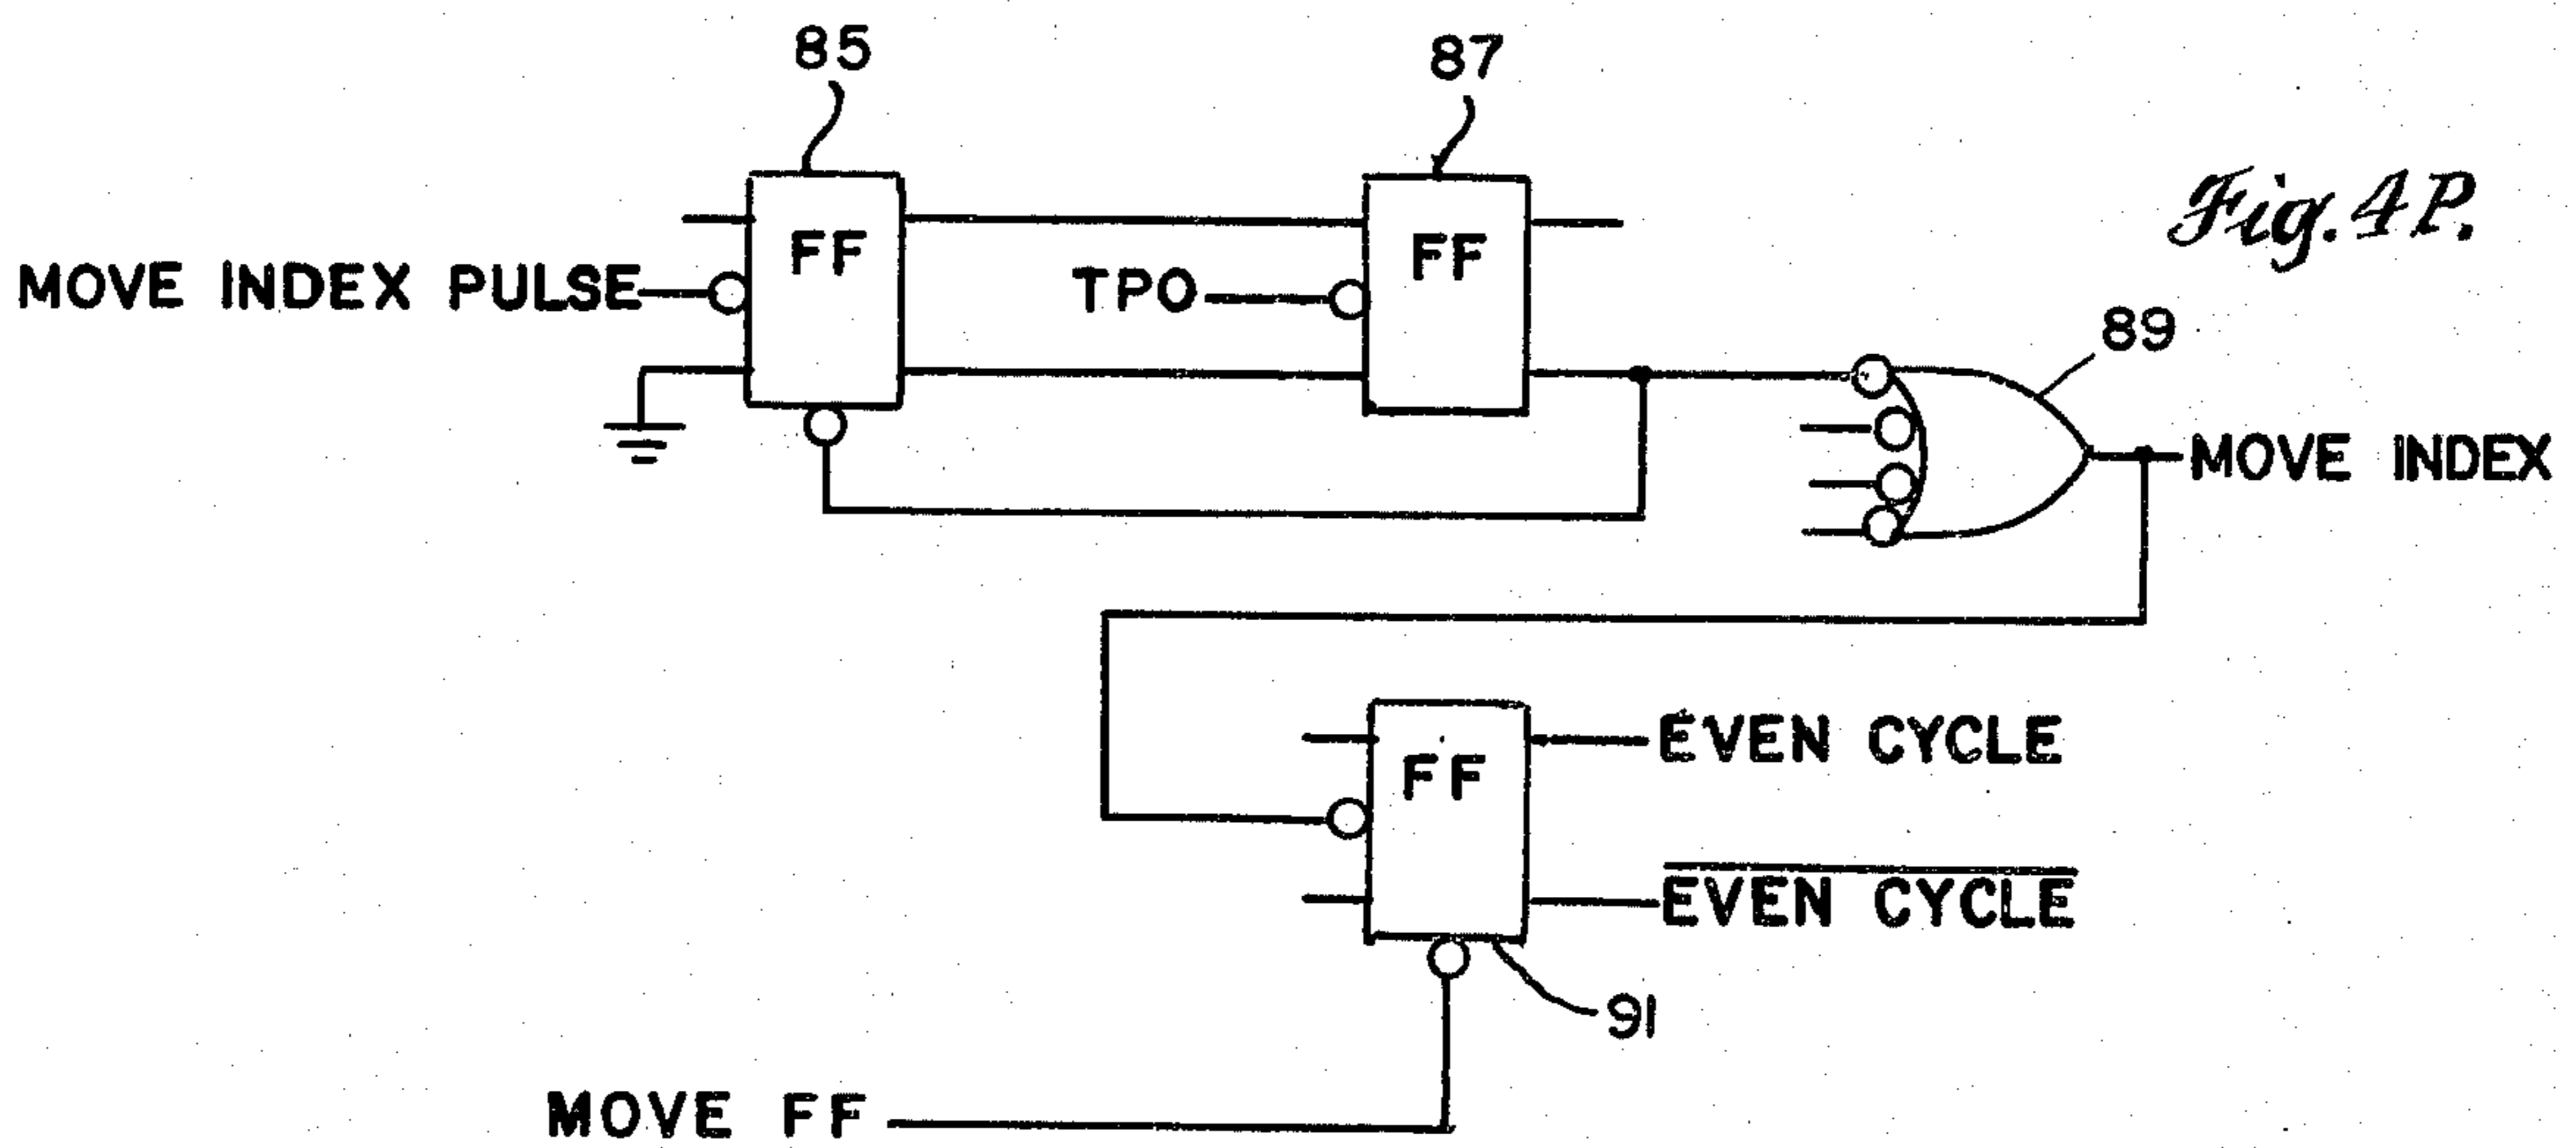 85
87
Fig. 4P.
FF
FF
MOVE INDEX PULSE
TPO
89
MOVE INDEX
EVEN CYCLE
FF
EVEN CYCLE
91
MOVE FF